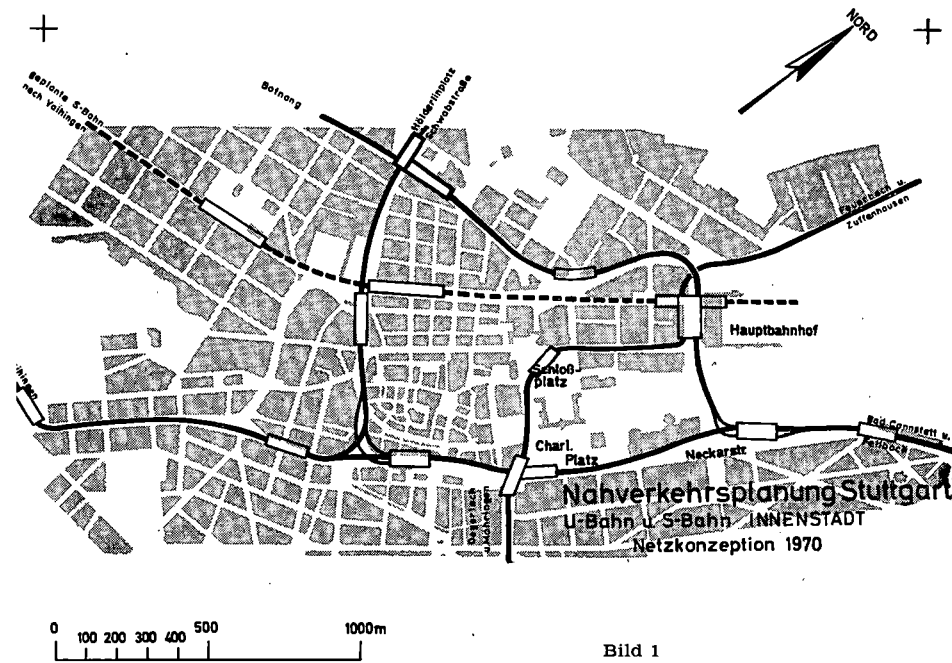 NORD
geplante S-Bahn
nach Vaihingen
Botnang
Hölderlinplatz
Schwabstraße
Feuerbach u.
Zuffenhausen
Hauptbahnhof
Schloß-
platz
Charl.
Platz
Neckarstr
Bad Cannstatt u.
Fellbach
Degerloch
u. Möhringen
Nahverkehrsplanung Stuttgart
U-Bahn u S-Bahn INNENSTADT
Netzkonzeption 1970
0 100 200 300 400 500 1000m
Bild 1